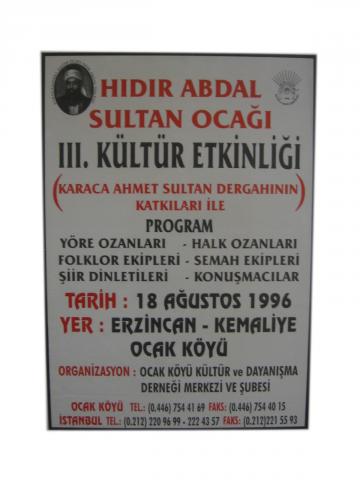 HIDIR ABDAL
SULTAN OCAĞI
III. KÜLTÜR ETKİNLİĞİ
(KARACA AHMET SULTAN DERGAHININ
KATKILARI İLE)
PROGRAM
YÖRE OZANLARI - HALK OZANLARI
FOLKLOR EKİPLERİ - SEMAH EKİPLERİ
ŞİİR DİNLETİLERİ - KONUŞMACILAR
TARİH : 18 AĞUSTOS 1996
YER : ERZİNCAN - KEMALİYE
OCAK KÖYÜ
ORGANİZASYON : OCAK KÖYÜ KÜLTÜR ve DAYANIŞMA
DERNEĞİ MERKEZİ VE ŞUBESİ
OCAK KÖYÜ TEL.: (0.446) 754 41 69 FAKS: (0.446) 754 40 15
İSTANBUL TEL.: (0.212) 220 96 99 - 222 43 57 FAKS: (0.212)221 55 93